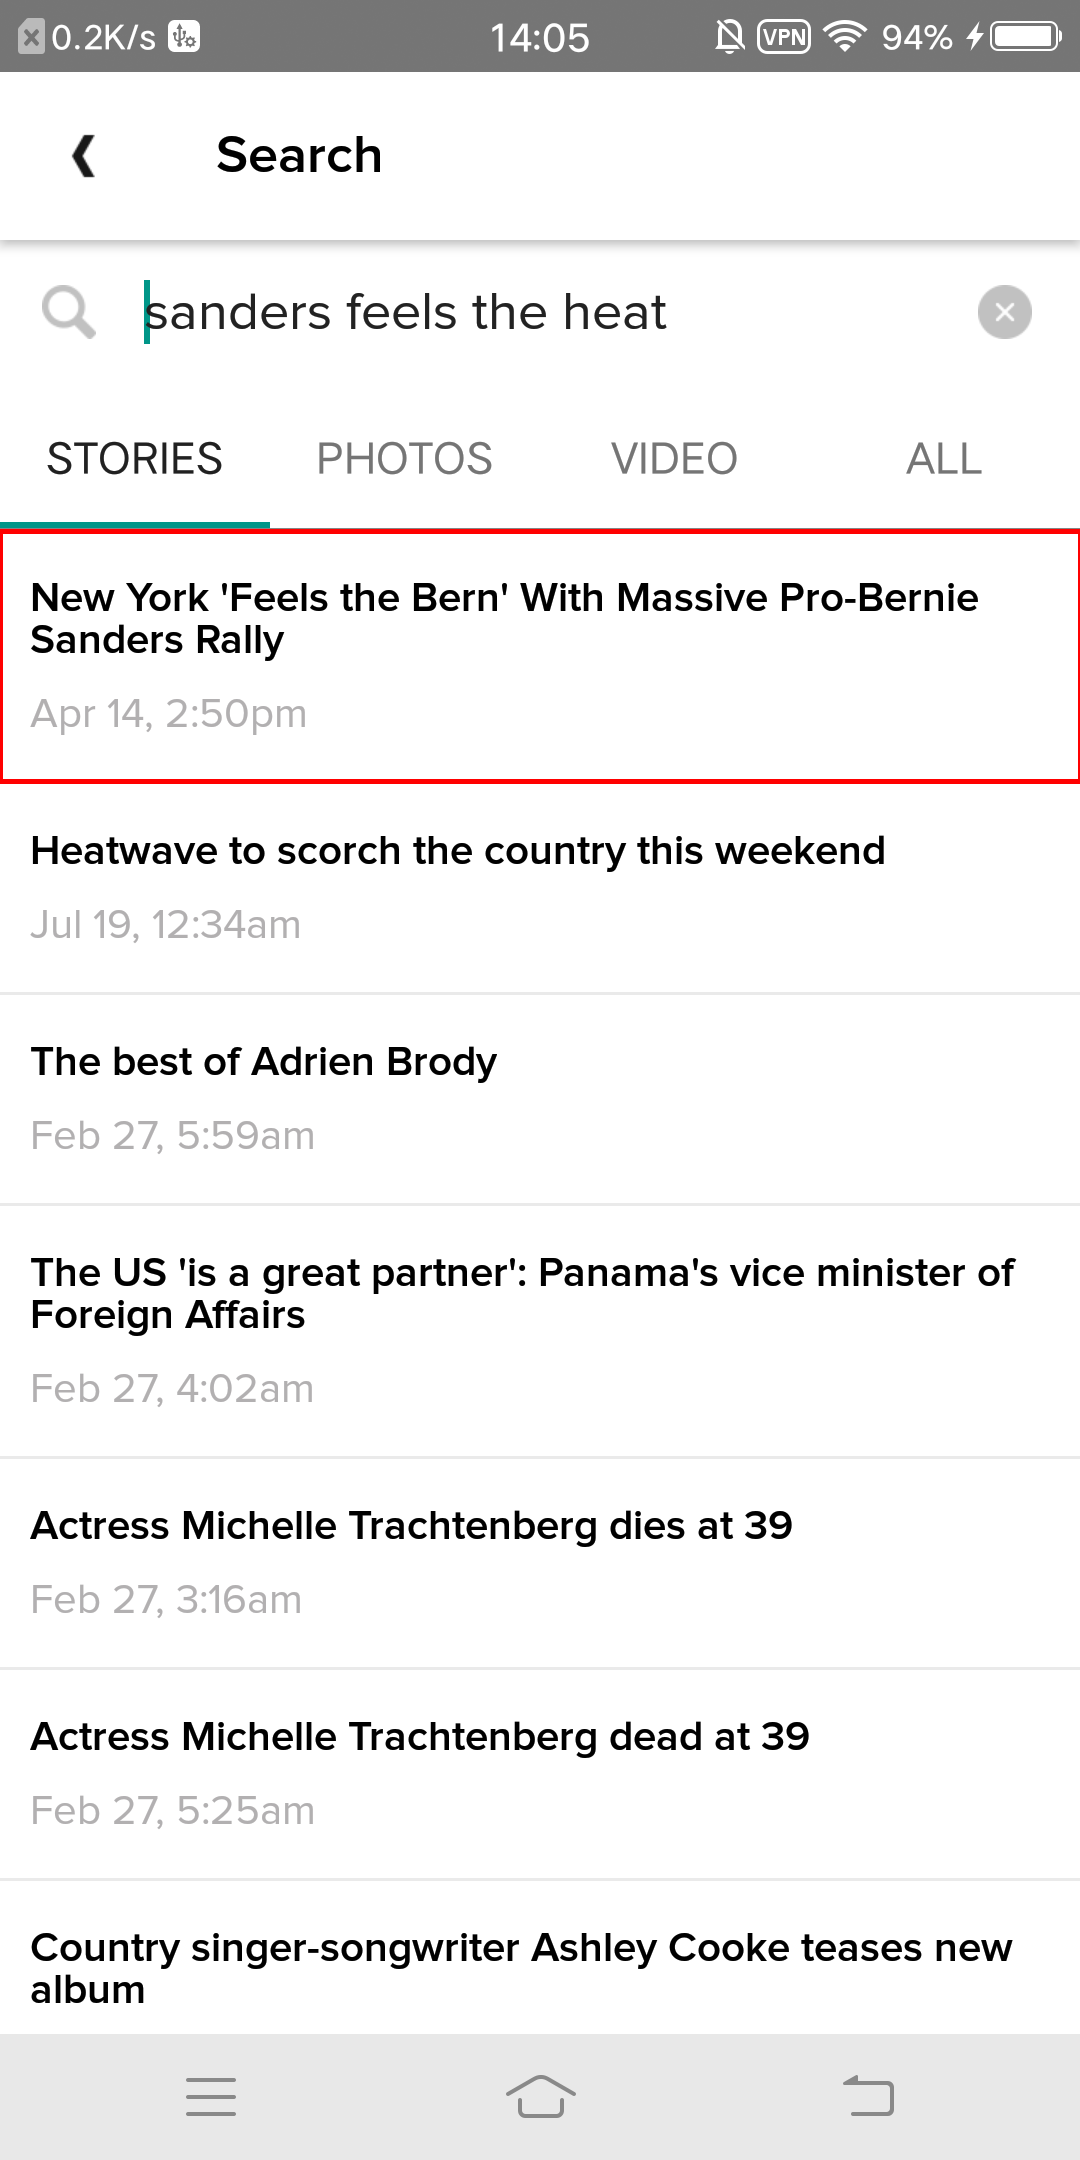 0.2K/s 14:05 VPN 94%
Search
sanders feels the heat
STORIES PHOTOS VIDEO ALL
New York 'Feels the Bern' With Massive Pro-Bernie
Sanders Rally
Apr 14, 2:50pm
Heatwave to scorch the country this weekend
Jul 19, 12:34am
The best of Adrien Brody
Feb 27, 5:59am
The US 'is a great partner': Panama's vice minister of
Foreign Affairs
Feb 27, 4:02am
Actress Michelle Trachtenberg dies at 39
Feb 27, 3:16am
Actress Michelle Trachtenberg dead at 39
Feb 27, 5:25am
Country singer-songwriter Ashley Cooke teases new
album